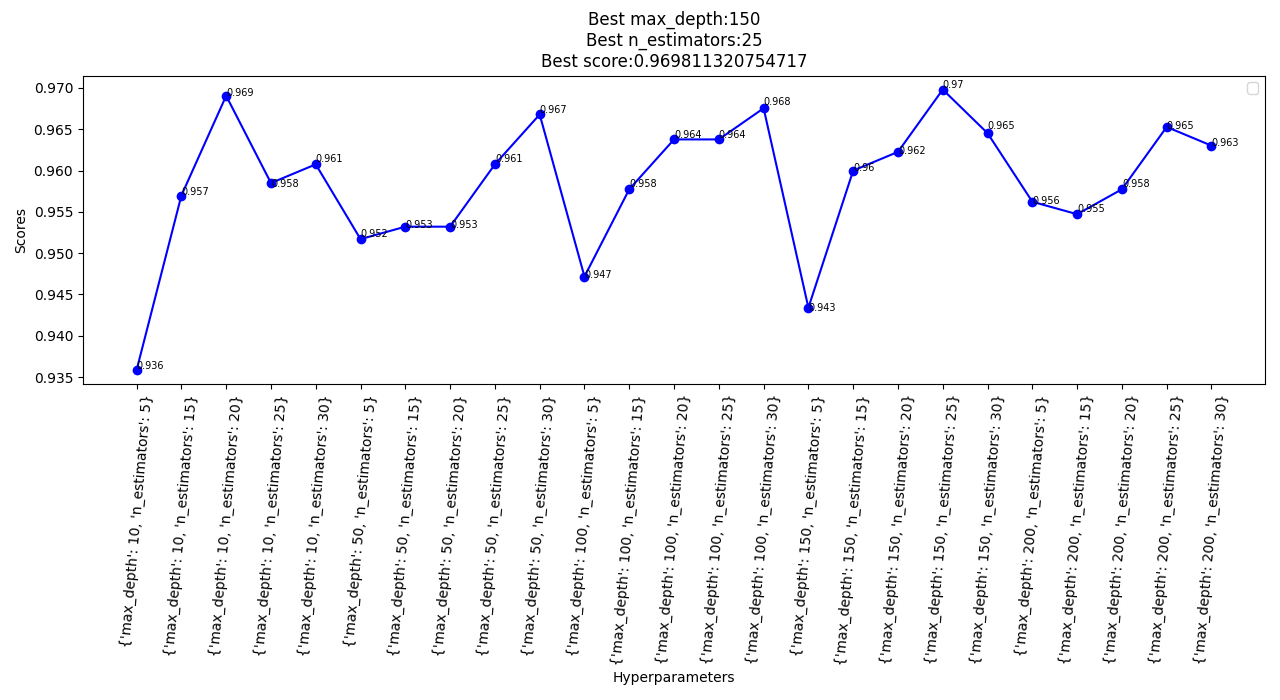 Best max_depth:150
Best n_estimators:25
Best score:0.969811320754717
0.970
0.965
0.960
0.955
0.950
0.945
0.940
0.935
Scores
0.936
0.957
0.969
0.958
0.961
0.952
0.953
0.953
0.961
0.967
0.947
0.958
0.964
0.964
0.968
0.943
0.96
0.962
0.97
0.965
0.956
0.955
0.958
0.965
0.963
{'max_depth': 10, 'n_estimators': 5}
{'max_depth': 10, 'n_estimators': 15}
{'max_depth': 10, 'n_estimators': 20}
{'max_depth': 10, 'n_estimators': 25}
{'max_depth': 10, 'n_estimators': 30}
{'max_depth': 50, 'n_estimators': 5}
{'max_depth': 50, 'n_estimators': 15}
{'max_depth': 50, 'n_estimators': 20}
{'max_depth': 50, 'n_estimators': 25}
{'max_depth': 50, 'n_estimators': 30}
{'max_depth': 100, 'n_estimators': 5}
{'max_depth': 100, 'n_estimators': 15}
{'max_depth': 100, 'n_estimators': 20}
{'max_depth': 100, 'n_estimators': 25}
{'max_depth': 100, 'n_estimators': 30}
{'max_depth': 150, 'n_estimators': 5}
{'max_depth': 150, 'n_estimators': 15}
{'max_depth': 150, 'n_estimators': 20}
{'max_depth': 150, 'n_estimators': 25}
{'max_depth': 150, 'n_estimators': 30}
{'max_depth': 200, 'n_estimators': 5}
{'max_depth': 200, 'n_estimators': 15}
{'max_depth': 200, 'n_estimators': 20}
{'max_depth': 200, 'n_estimators': 25}
{'max_depth': 200, 'n_estimators': 30}
Hyperparameters